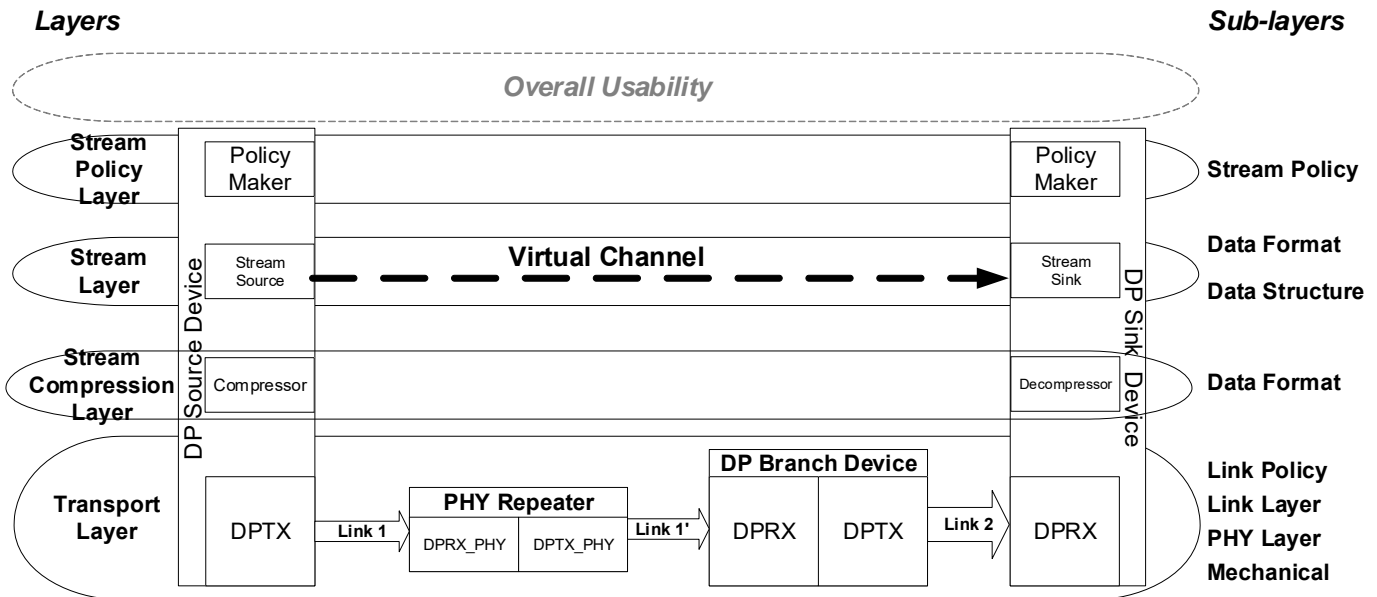 Layers
Sub-layers
Overall Usability
Stream
Policy
Layer
Policy
Maker
Policy
Maker
Stream Policy
Stream
Layer
Stream
Source
Virtual Channel
Stream
Sink
Data Format
Data Structure
DP Source Device
DP Sink Device
Stream
Compression
Layer
Compressor
Decompressor
Data Format
Transport
Layer
DPTX
Link 1
PHY Repeater
DPRX_PHY
DPTX_PHY
Link 1'
DP Branch Device
DPRX
DPTX
Link 2
DPRX
Link Policy
Link Layer
PHY Layer
Mechanical